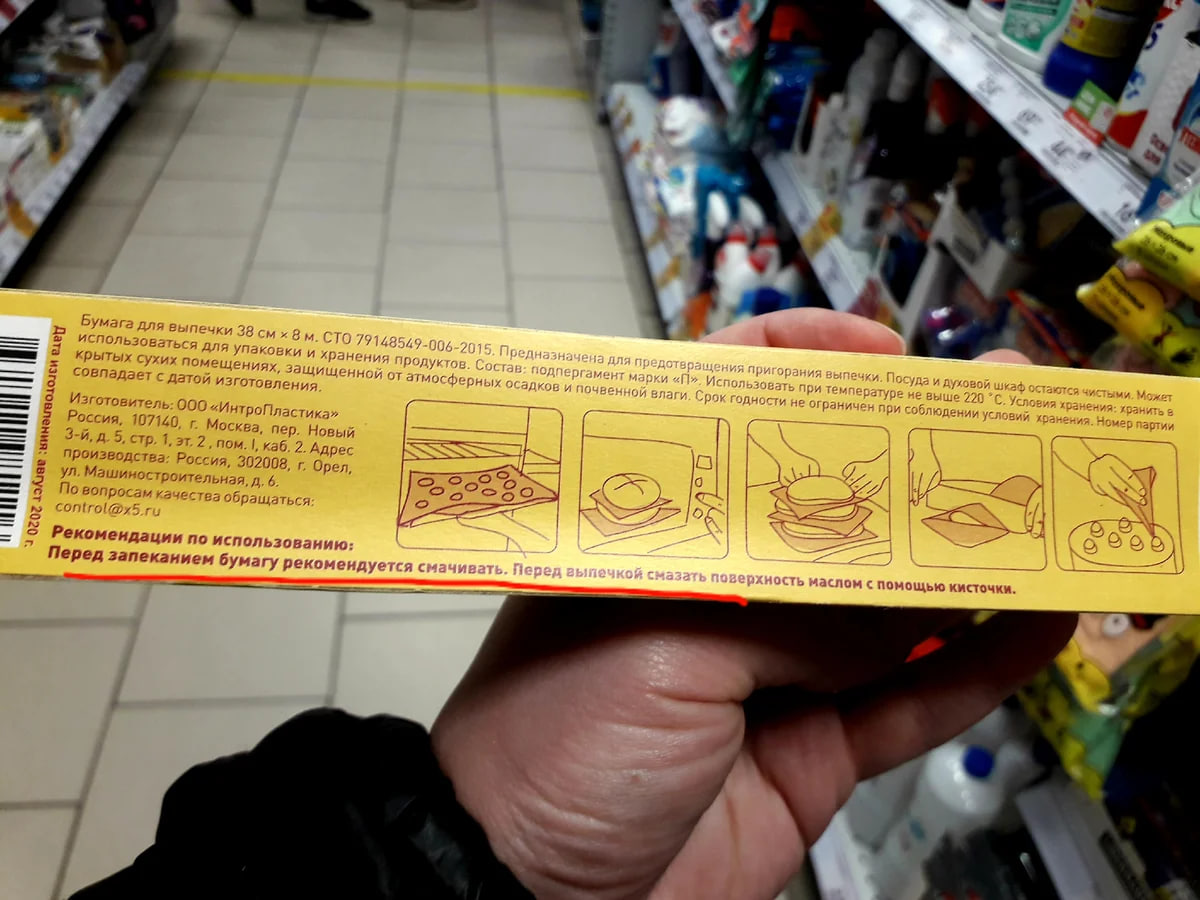 Бумага для выпечки 38 см × 8 м. СТО 79148549-006-2015. Предназначена для предотвращения пригорания выпечки. Посуда и духовой шкаф остаются чистыми. Может
использоваться для упаковки и хранения продуктов. Состав: подпергамент марки «П». Использовать при температуре не выше 220 °С. Условия хранения: хранить в
крытых сухих помещениях, защищенной от атмосферных осадков и почвенной влаги. Срок годности не ограничен при соблюдении условий хранения. Номер партии
совпадает с датой изготовления.
Изготовитель: ООО «ИнтроПластика»
Россия, 107140, г. Москва, пер. Новый
3-й, д. 5, стр. 1, эт. 2, пом. I, каб. 2. Адрес
производства: Россия, 302008, г. Орел,
ул. Машиностроительная, д. 6.
По вопросам качества обращаться:
control@x5.ru
Рекомендации по использованию:
Перед запеканием бумагу рекомендуется смачивать. Перед выпечкой смазать поверхность маслом с помощью кисточки.
Дата изготовления: август 2020 г.